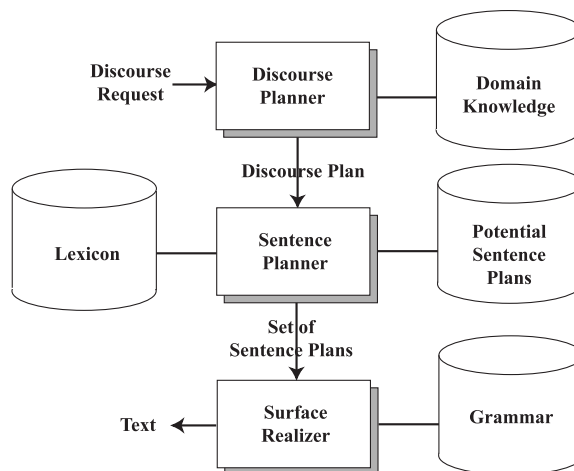 Discourse
Request
Discourse
Planner
Domain
Knowledge
Discourse Plan
Lexicon
Sentence
Planner
Potential
Sentence
Plans
Set of
Sentence Plans
Text
Surface
Realizer
Grammar